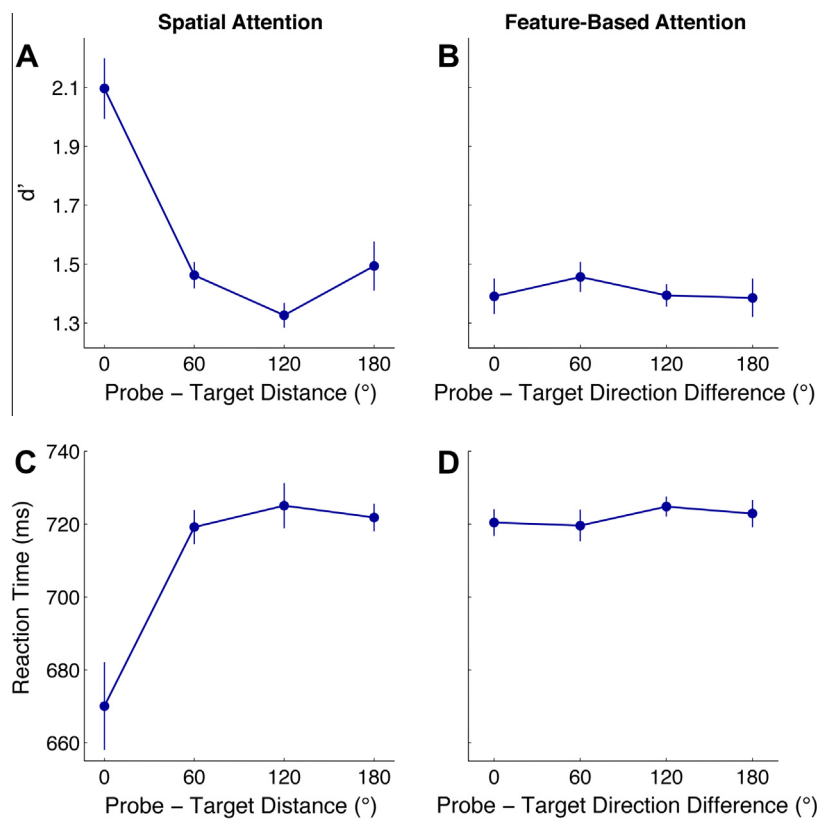 Spatial Attention
Feature-Based Attention
A
B
2.1
1.9
1.7
1.5
1.3
d’
0 60 120 180
0 60 120 180
Probe – Target Distance (°)
Probe – Target Direction Difference (°)
C
D
740
720
700
680
660
Reaction Time (ms)
0 60 120 180
0 60 120 180
Probe – Target Distance (°)
Probe – Target Direction Difference (°)